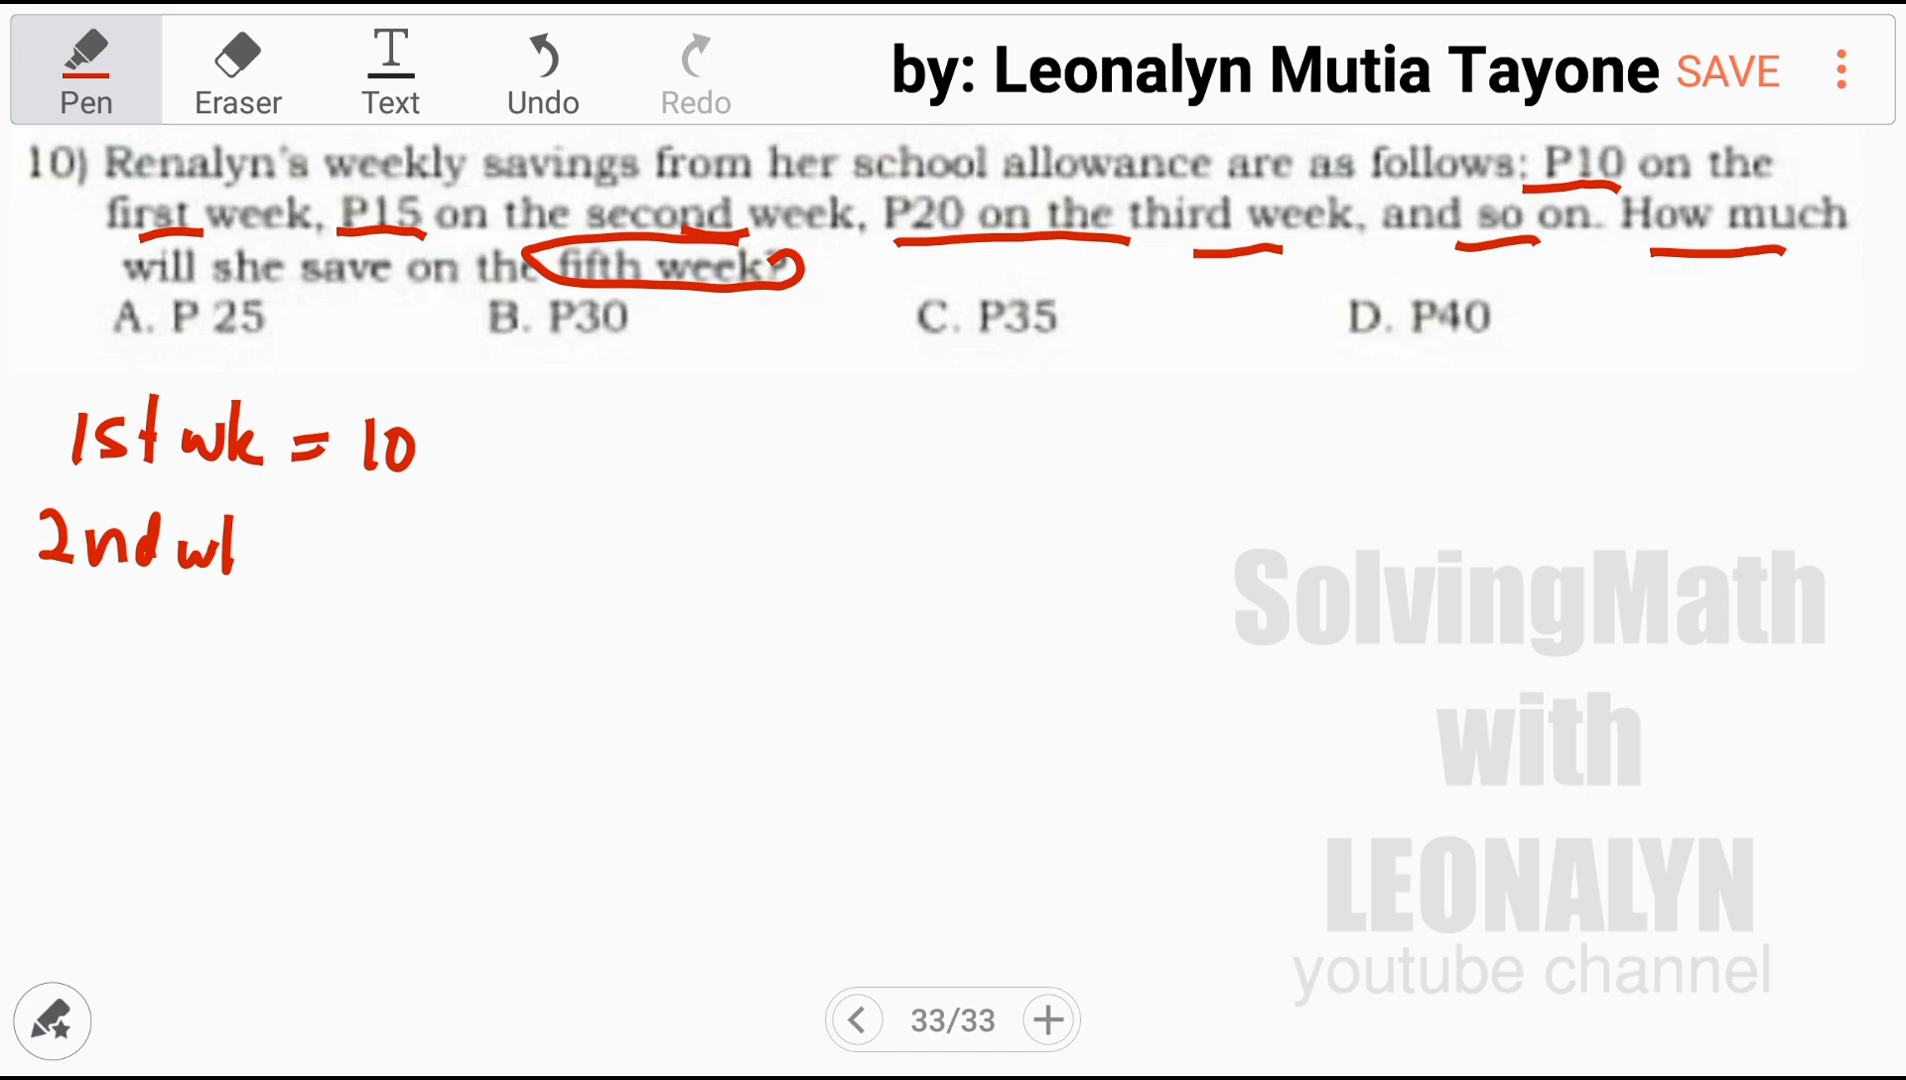 Pen
Eraser
Text
Undo
Redo
by: Leonalyn Mutia Tayone
SAVE
10) Renalyn's weekly savings from her school allowance are as follows: P10 on the
first week, P15 on the second week, P20 on the third week, and so on. How much
will she save on the fifth week?
A. P 25
B. P30
C. P35
D. P40
1st wk = 10
2nd wl
SolvingMath
with
LEONALYN
youtube channel
33/33